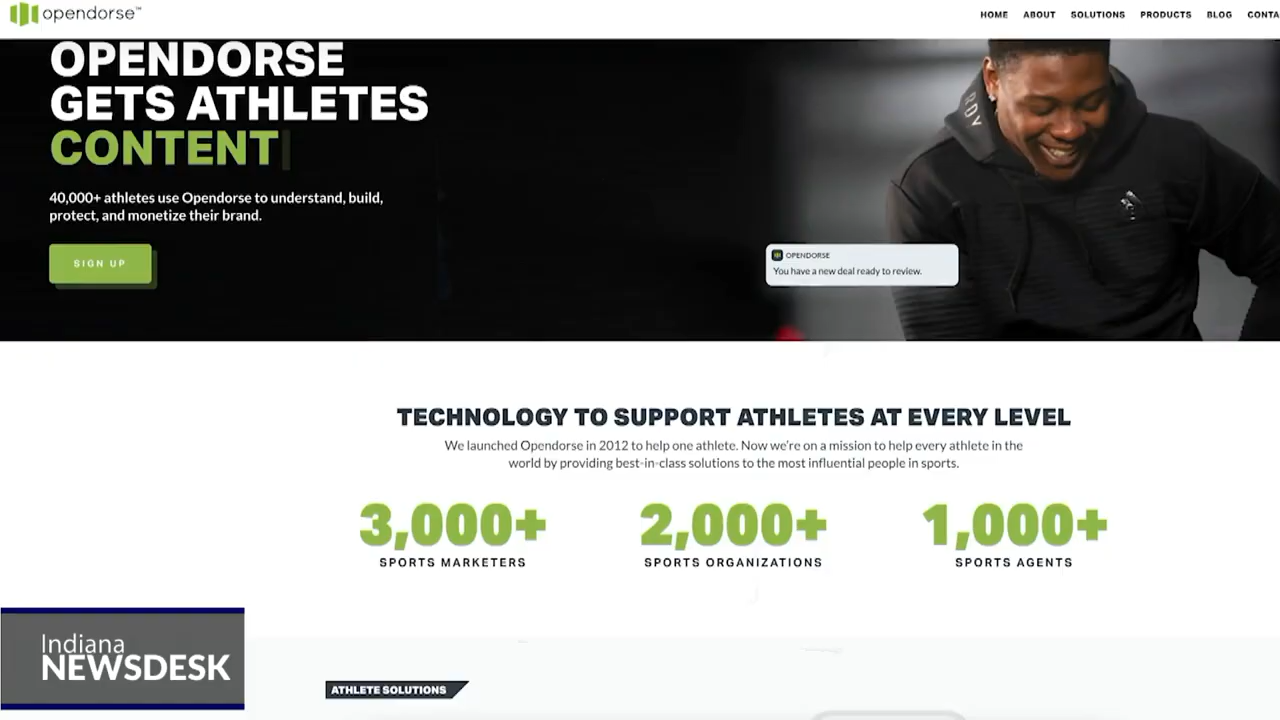 opendorse™
HOME ABOUT SOLUTIONS PRODUCTS BLOG CONTA
OPENDORSE
GETS ATHLETES
CONTENT
40,000+ athletes use Opendorse to understand, build,
protect, and monetize their brand.
SIGN UP
OPENDORSE
You have a new deal ready to review.
TECHNOLOGY TO SUPPORT ATHLETES AT EVERY LEVEL
We launched Opendorse in 2012 to help one athlete. Now we're on a mission to help every athlete in the
world by providing best-in-class solutions to the most influential people in sports.
3,000+ 2,000+ 1,000+
SPORTS MARKETERS SPORTS ORGANIZATIONS SPORTS AGENTS
Indiana
NEWSDESK
ATHLETE SOLUTIONS